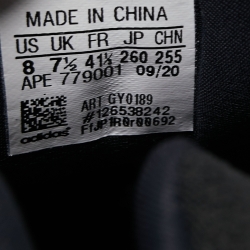 MADE IN CHINA
US UK FR JP CHN
8 7½ 41⅓ 260 255
APE 779001 09/20
ART GY0189
#126538242
F1JP1R0r00692
adidas